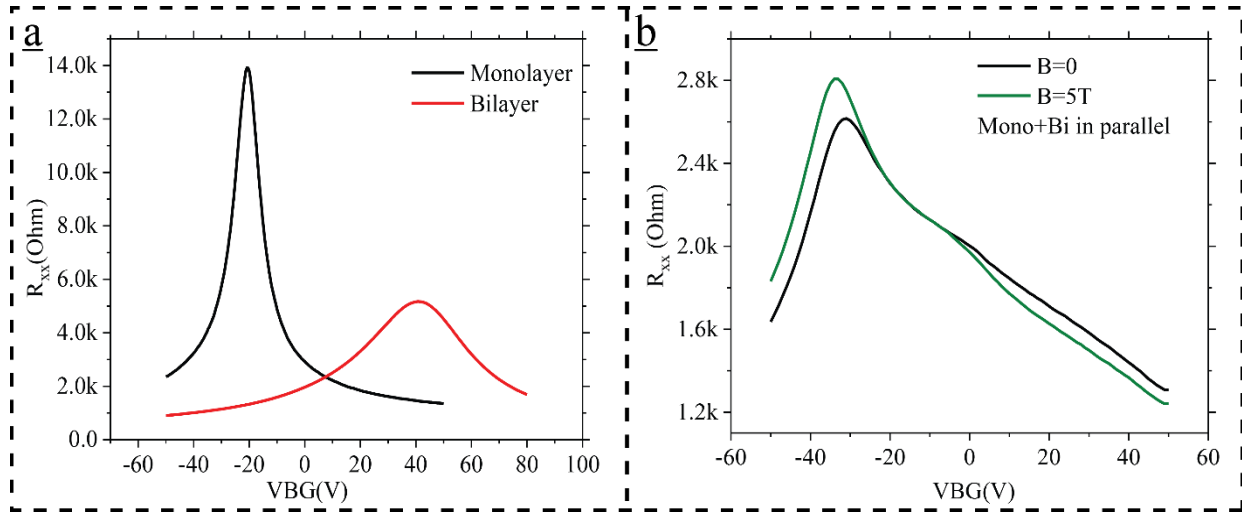 a
14.0k
12.0k
10.0k
8.0k
6.0k
4.0k
2.0k
0.0
R_xx(Ohm)
Monolayer
Bilayer
-60 -40 -20 0 20 40 60 80 100
VBG(V)
b
2.8k
2.4k
2.0k
1.6k
1.2k
R_xx (Ohm)
B=0
B=5T
Mono+Bi in parallel
-60 -40 -20 0 20 40 60
VBG(V)